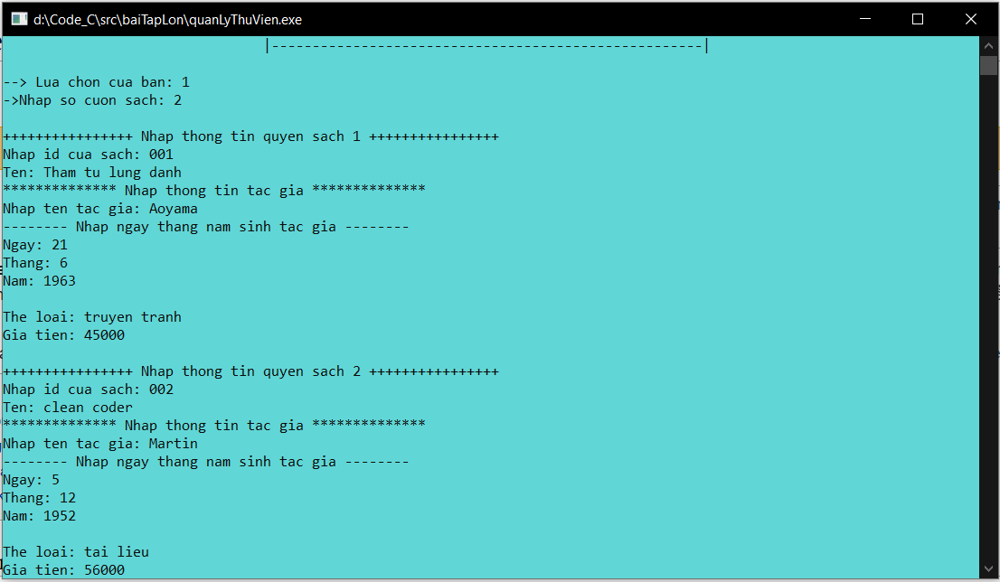 d:\Code_C\src\baiTapLon\quanLyThuVien.exe
|-----------------------------------------------------|
--> Lua chon cua ban: 1
->Nhap so cuon sach: 2
++++++++++++++++ Nhap thong tin quyen sach 1 ++++++++++++++++
Nhap id cua sach: 001
Ten: Tham tu lung danh
************** Nhap thong tin tac gia **************
Nhap ten tac gia: Aoyama
-------- Nhap ngay thang nam sinh tac gia --------
Ngay: 21
Thang: 6
Nam: 1963
The loai: truyen tranh
Gia tien: 45000
++++++++++++++++ Nhap thong tin quyen sach 2 ++++++++++++++++
Nhap id cua sach: 002
Ten: clean coder
************** Nhap thong tin tac gia **************
Nhap ten tac gia: Martin
-------- Nhap ngay thang nam sinh tac gia --------
Ngay: 5
Thang: 12
Nam: 1952
The loai: tai lieu
Gia tien: 56000